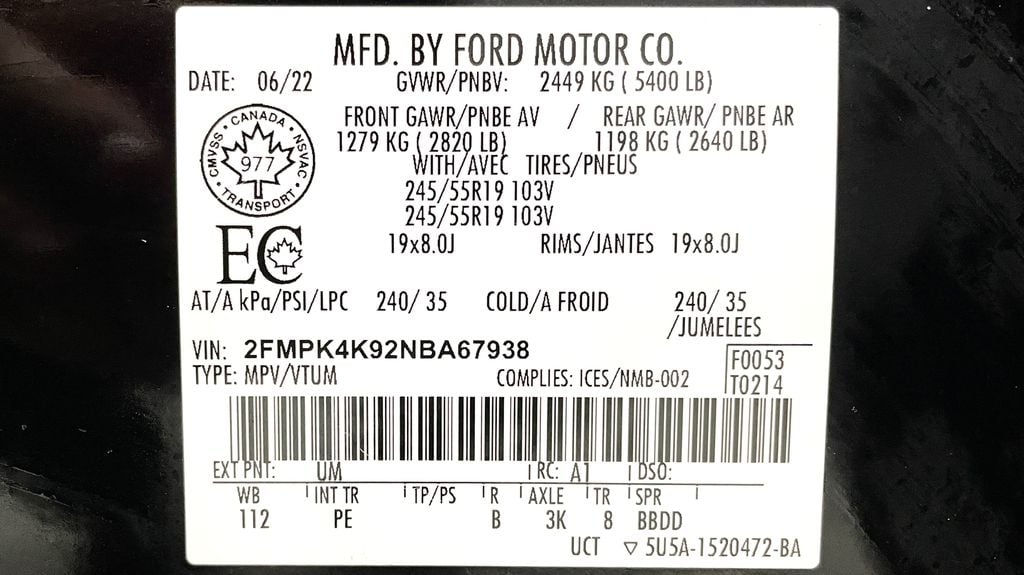 MFD. BY FORD MOTOR CO.
DATE: 06/22 GVWR/PNBV: 2449 KG ( 5400 LB)
FRONT GAWR/PNBE AV / REAR GAWR/ PNBE AR
1279 KG ( 2820 LB) 1198 KG ( 2640 LB)
WITH/AVEC TIRES/PNEUS
CANADA
CMVSS 977 NSVAC
TRANSPORT
245/55R19 103V
245/55R19 103V
EC
19x8.0J RIMS/JANTES 19x8.0J
AT/A kPa/PSI/LPC 240/ 35 COLD/A FROID 240/ 35
/JUMELEES
VIN: 2FMPK4K92NBA67938
F0053
TYPE: MPV/VTUM COMPLIES: ICES/NMB-002
T0214
EXT PNT: UM RC: A1 DSO:
WB INT TR TP/PS R AXLE TR SPR
112 PE B 3K 8 BBDD
UCT ▽ 5U5A-1520472-BA